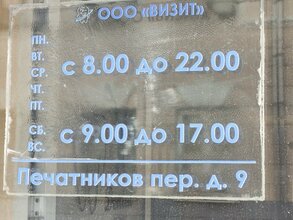 ООО «ВИЗИТ»
ПН.
ВТ.
СР.
ЧТ.
ПТ.
с 8.00 до 22.00
СБ.
ВС.
с 9.00 до 17.00
Печатников пер. д. 9